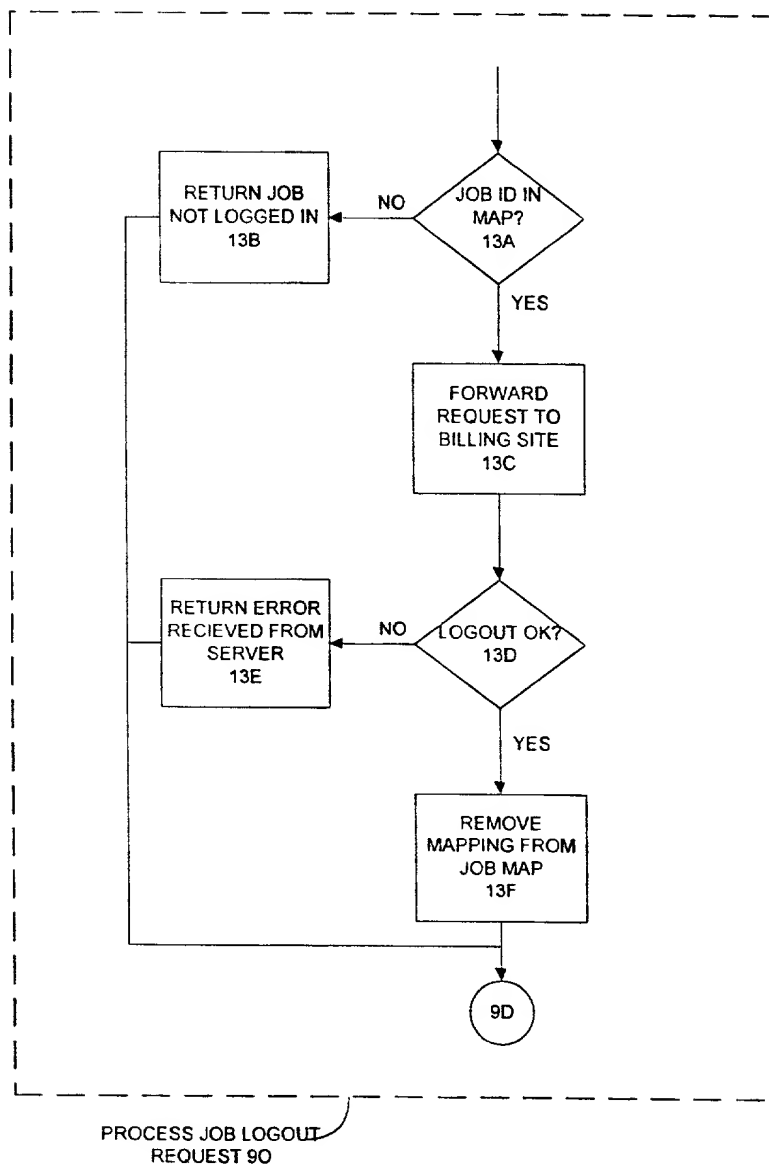 JOB ID IN
MAP?
13A
NO
RETURN JOB
NOT LOGGED IN
13B
YES
FORWARD
REQUEST TO
BILLING SITE
13C
LOGOUT OK?
13D
NO
RETURN ERROR
RECIEVED FROM
SERVER
13E
YES
REMOVE
MAPPING FROM
JOB MAP
13F
9D
PROCESS JOB LOGOUT
REQUEST 9O